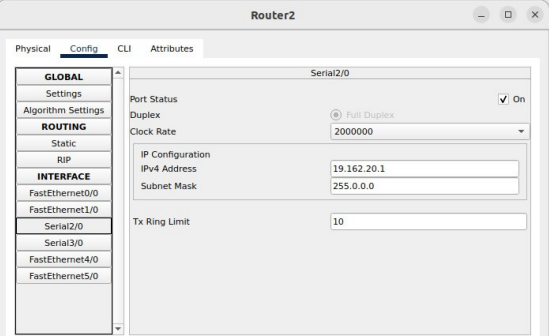 Router2
Physical Config CLI Attributes
GLOBAL
Settings
Algorithm Settings
ROUTING
Static
RIP
INTERFACE
FastEthernet0/0
FastEthernet1/0
Serial2/0
Serial3/0
FastEthernet4/0
FastEthernet5/0
Serial2/0
Port Status On
Duplex Full Duplex
Clock Rate 2000000
IP Configuration
IPv4 Address 19.162.20.1
Subnet Mask 255.0.0.0
Tx Ring Limit 10